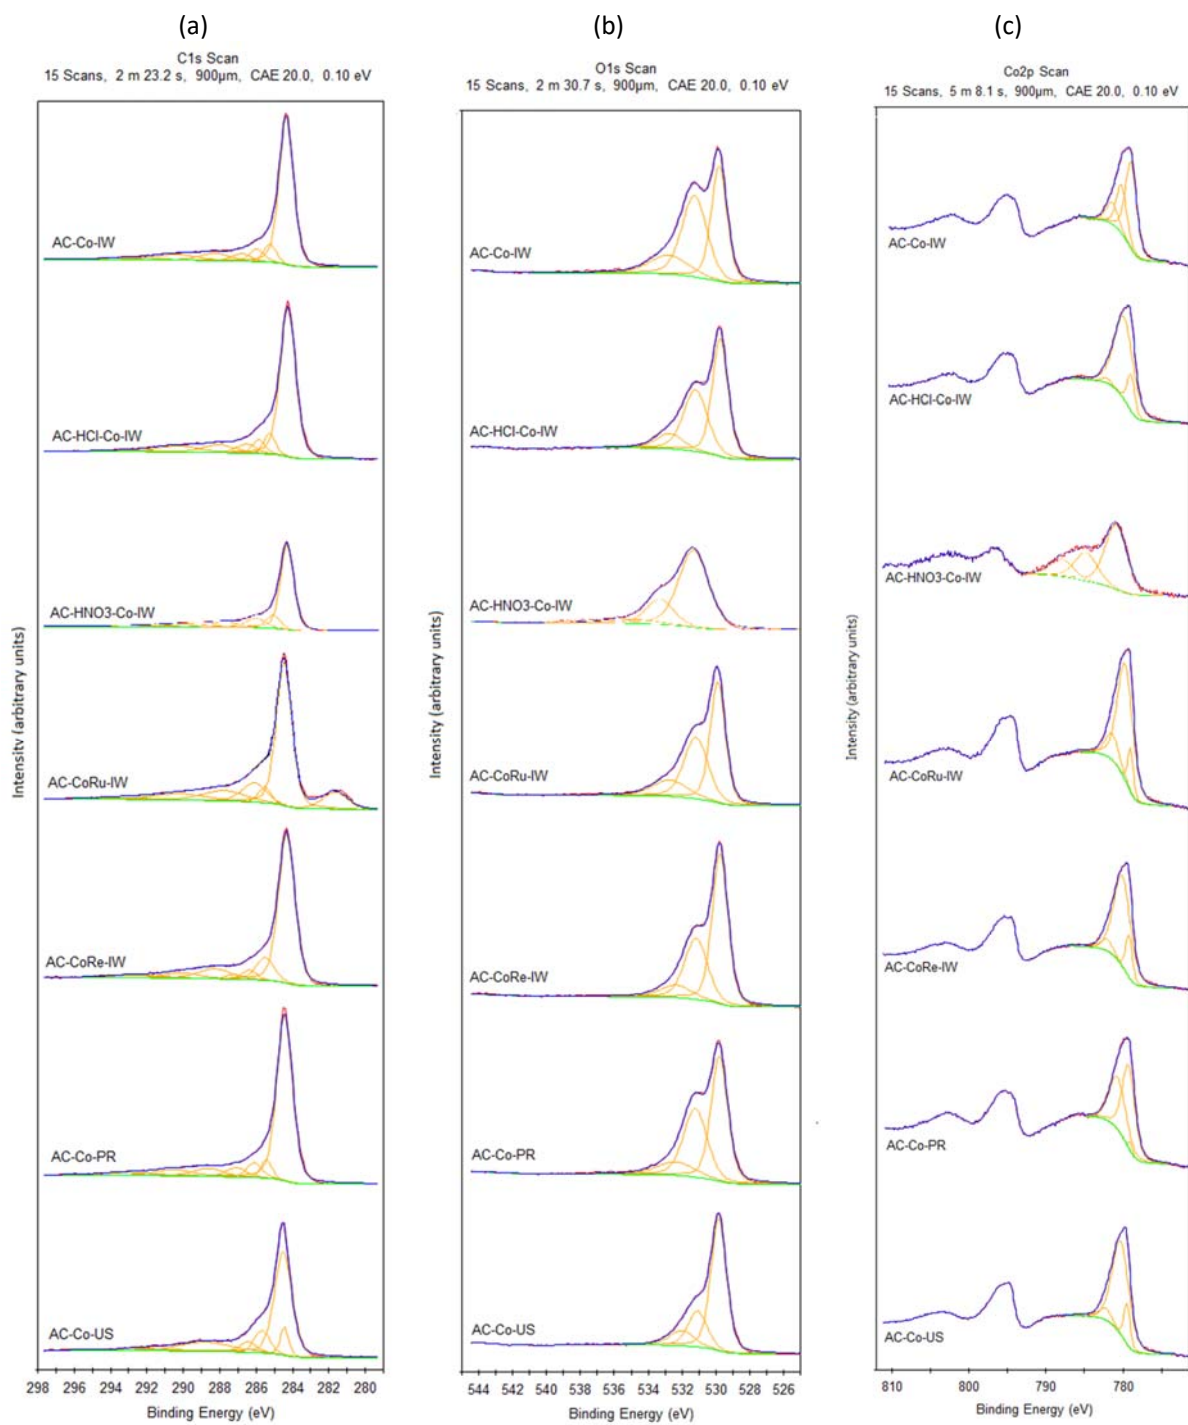 (a)
C1s Scan
15 Scans, 2 m 23.2 s, 900µm, CAE 20.0, 0.10 eV
AC-Co-IW
AC-HCl-Co-IW
AC-HNO3-Co-IW
AC-CoRu-IW
AC-CoRe-IW
AC-Co-PR
AC-Co-US
Intensity (arbitrary units)
298 296 294 292 290 288 286 284 282 280
Binding Energy (eV)
(b)
O1s Scan
15 Scans, 2 m 30.7 s, 900µm, CAE 20.0, 0.10 eV
AC-Co-IW
AC-HCl-Co-IW
AC-HNO3-Co-IW
AC-CoRu-IW
AC-CoRe-IW
AC-Co-PR
AC-Co-US
Intensity (arbitrary units)
544 542 540 538 536 534 532 530 528 526
Binding Energy (eV)
(c)
Co2p Scan
15 Scans, 5 m 8.1 s, 900µm, CAE 20.0, 0.10 eV
AC-Co-IW
AC-HCl-Co-IW
AC-HNO3-Co-IW
AC-CoRu-IW
AC-CoRe-IW
AC-Co-PR
AC-Co-US
Intensity (arbitrary units)
810 800 790 780
Binding Energy (eV)